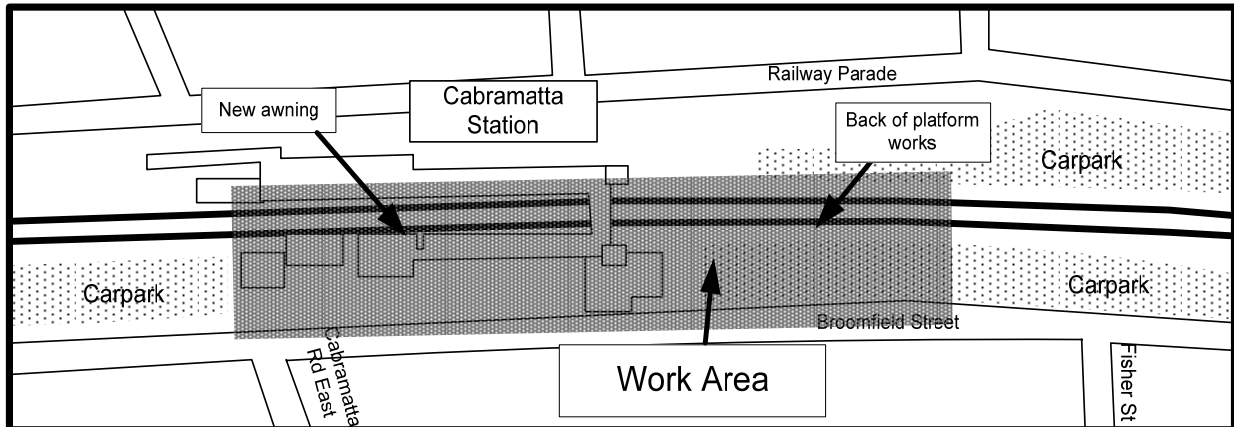 Railway Parade
Cabramatta
Station
New awning
Back of platform
works
Carpark
Carpark
Carpark
Broomfield Street
Cabramatta
Rd East
Work Area
Fisher St